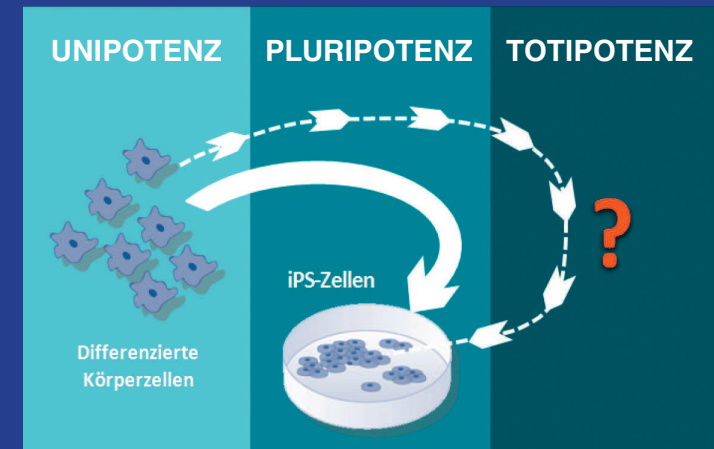 UNIPOTENZ
PLURIPOTENZ
TOTIPOTENZ
?
iPS-Zellen
Differenzierte
Körperzellen